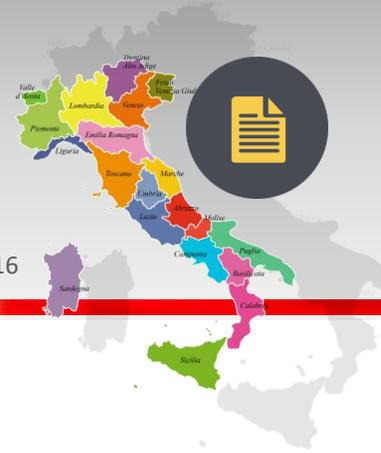 Trentino
Alto Adige
Friuli
Venezia Giuli
Valle
d'Aosta
Lombardia
Veneto
Piemonte
Emilia Romagna
Liguria
Toscana
Marche
Umbria
Abruzzo
Lazio
Molise
Puglia
Campania
Basilicata
16
Calabria
Sardegna
Sicilia